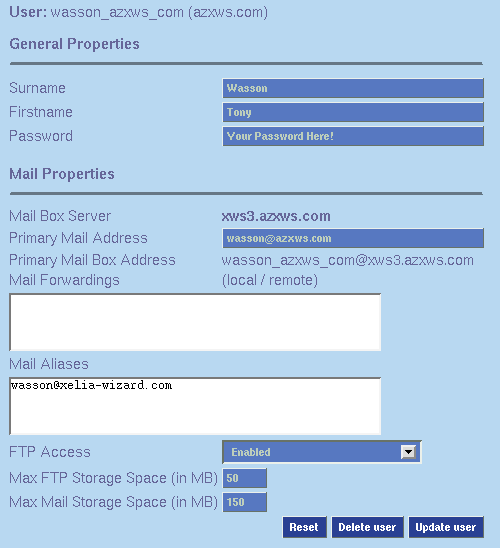 User: wasson_azxws_com (azxws.com)
General Properties
Surname Wasson
Firstname Tony
Password Your Password Here!
Mail Properties
Mail Box Server xws3.azxws.com
Primary Mail Address wasson@azxws.com
Primary Mail Box Address wasson_azxws_com@xws3.azxws.com
Mail Forwardings (local / remote)
Mail Aliases
wasson@xelia-wizard.com
FTP Access Enabled
Max FTP Storage Space (in MB) 50
Max Mail Storage Space (in MB) 150
Reset Delete user Update user